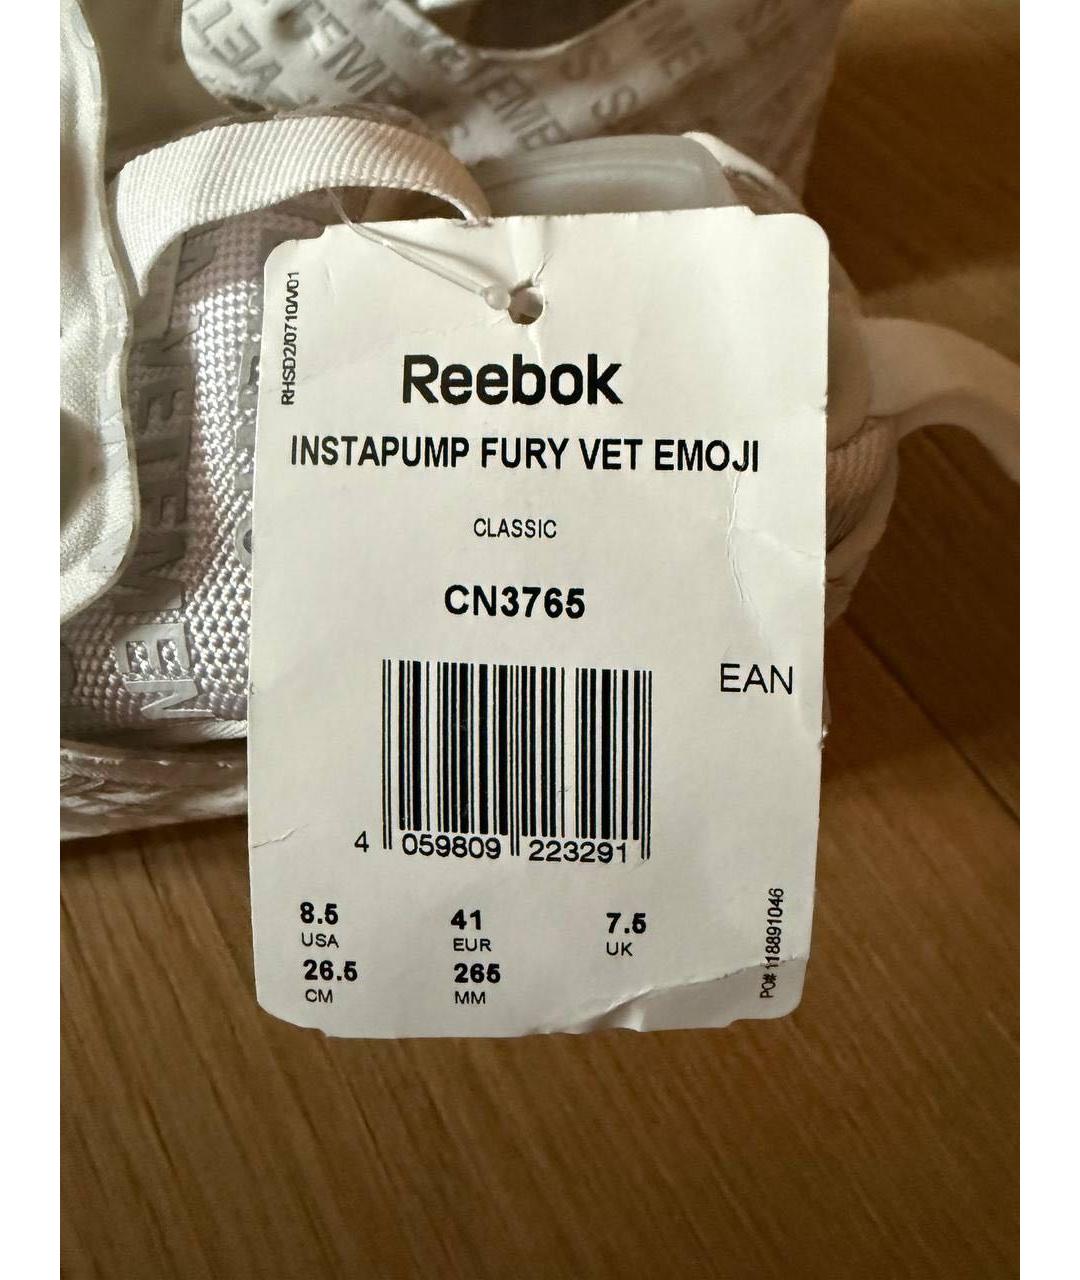 RHSD2/0710/V01
Reebok
INSTAPUMP FURY VET EMOJI
CLASSIC
CN3765
EAN
4 059809 223291
8.5 41 7.5
USA EUR UK
26.5 265
CM MM
PO# 118891046